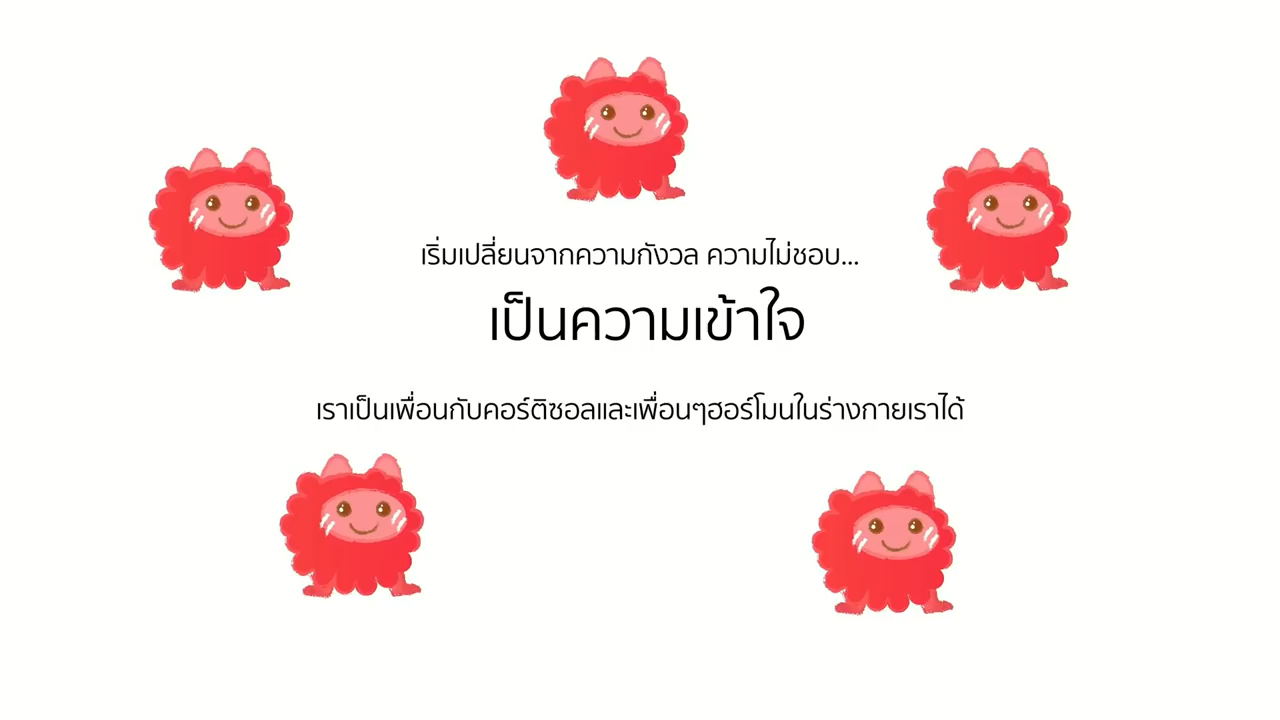 เริ่มเปลี่ยนจากความกังวล ความไม่ชอบ...
เป็นความเข้าใจ
เราเป็นเพื่อนกับคอร์ติซอลและเพื่อนๆฮอร์โมนในร่างกายเราได้